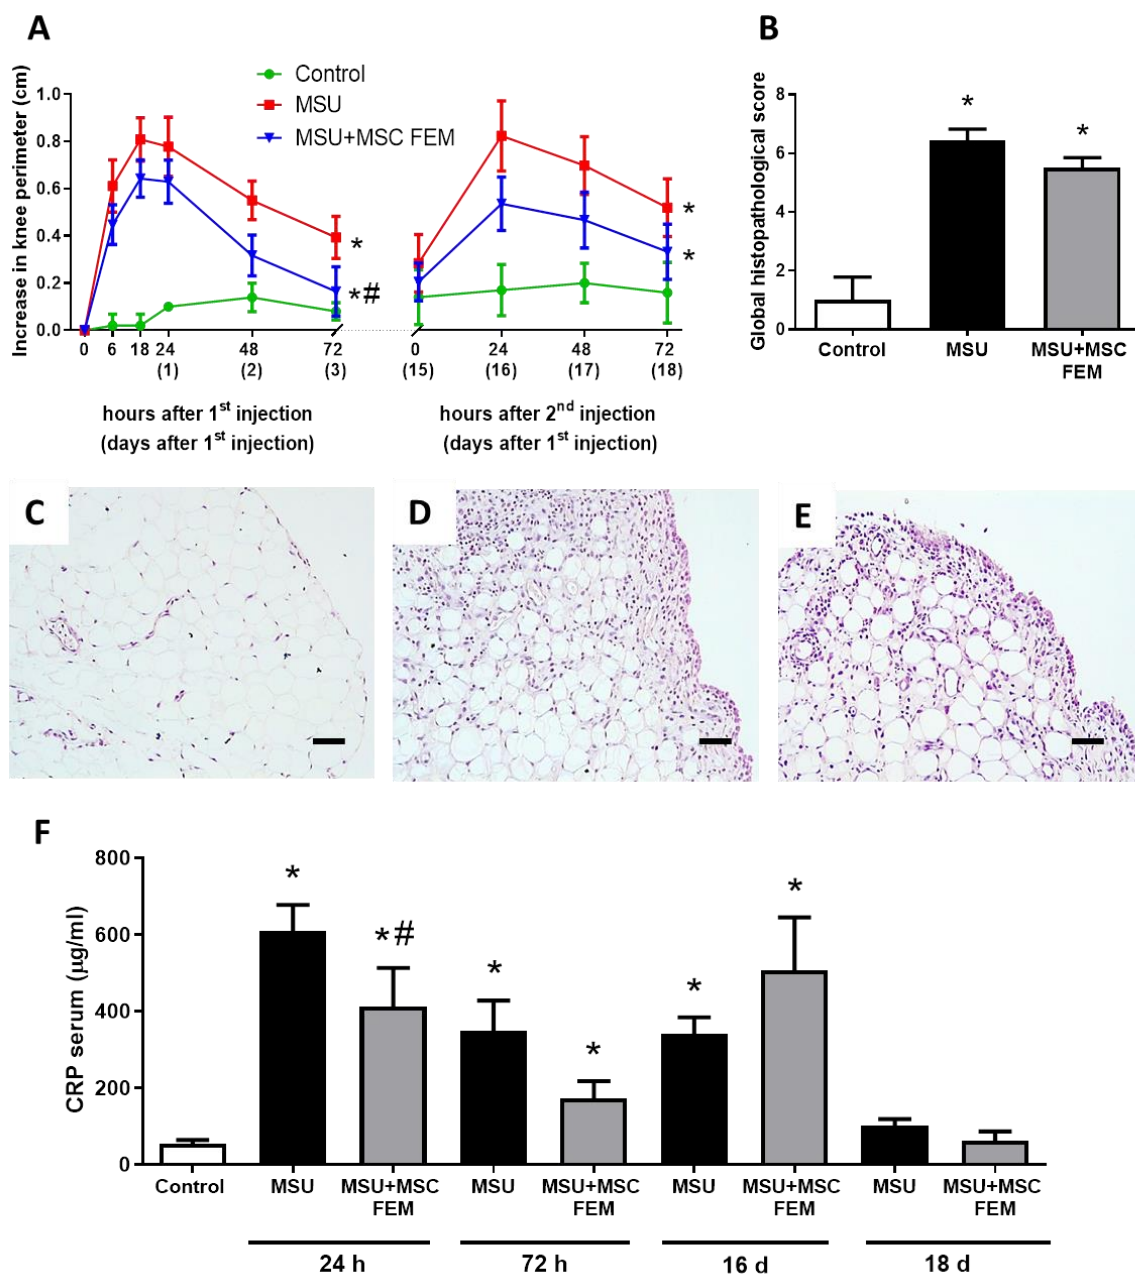 A
Control
MSU
MSU+MSC FEM
Increase in knee perimeter (cm)
1.0
0.8
0.6
0.4
0.2
0.0
*
*#
*
*
0 6 18 24 48 72 0 24 48 72
(1) (2) (3) (15) (16) (17) (18)
hours after 1st injection
(days after 1st injection)
hours after 2nd injection
(days after 1st injection)
B
Global histopathological score
8
6
4
2
0
*
*
Control MSU MSU+MSC
FEM
C
D
E
F
CRP serum (µg/ml)
800
600
400
200
0
*
*#
*
*
*
*
Control MSU MSU+MSC MSU MSU+MSC MSU MSU+MSC MSU MSU+MSC
FEM FEM FEM FEM
24 h 72 h 16 d 18 d